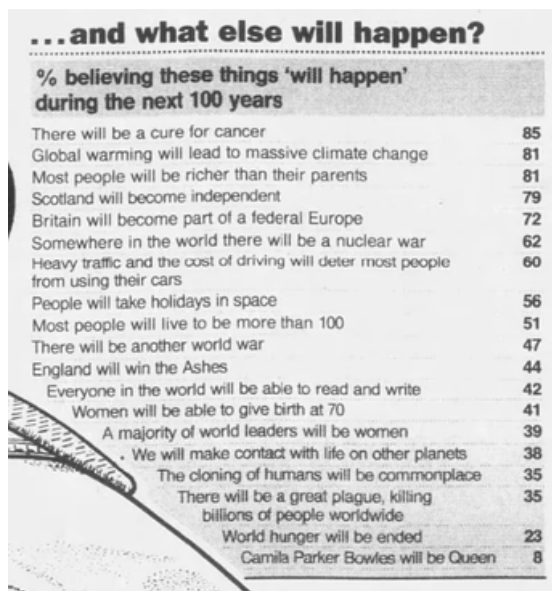 ...and what else will happen?
% believing these things 'will happen'
during the next 100 years
There will be a cure for cancer 85
Global warming will lead to massive climate change 81
Most people will be richer than their parents 81
Scotland will become independent 79
Britain will become part of a federal Europe 72
Somewhere in the world there will be a nuclear war 62
Heavy traffic and the cost of driving will deter most people 60
from using their cars
People will take holidays in space 56
Most people will live to be more than 100 51
There will be another world war 47
England will win the Ashes 44
Everyone in the world will be able to read and write 42
Women will be able to give birth at 70 41
A majority of world leaders will be women 39
We will make contact with life on other planets 38
The cloning of humans will be commonplace 35
There will be a great plague, killing 35
billions of people worldwide
World hunger will be ended 23
Camila Parker Bowles will be Queen 8